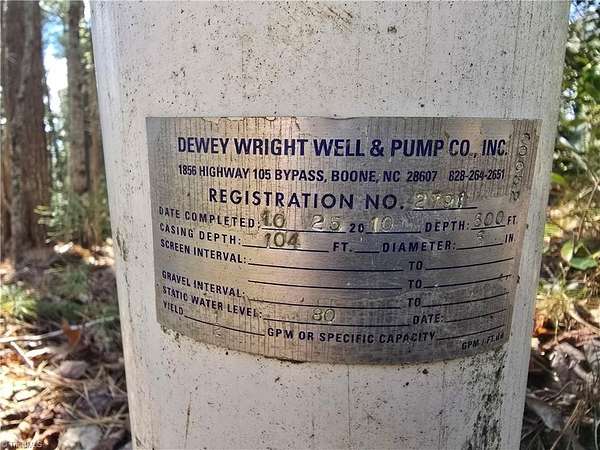 DEWEY WRIGHT WELL & PUMP CO., INC.
1856 HIGHWAY 105 BYPASS, BOONE, NC 28607 828-264-2651
REGISTRATION NO. 2791
DATE COMPLETED: 10 25 2010 DEPTH: 300 FT.
CASING DEPTH: 104 FT. DIAMETER: IN.
SCREEN INTERVAL: TO
TO
GRAVEL INTERVAL: TO
STATIC WATER LEVEL: 80 DATE:
YIELD GPM OR SPECIFIC CAPACITY GPM / FT.